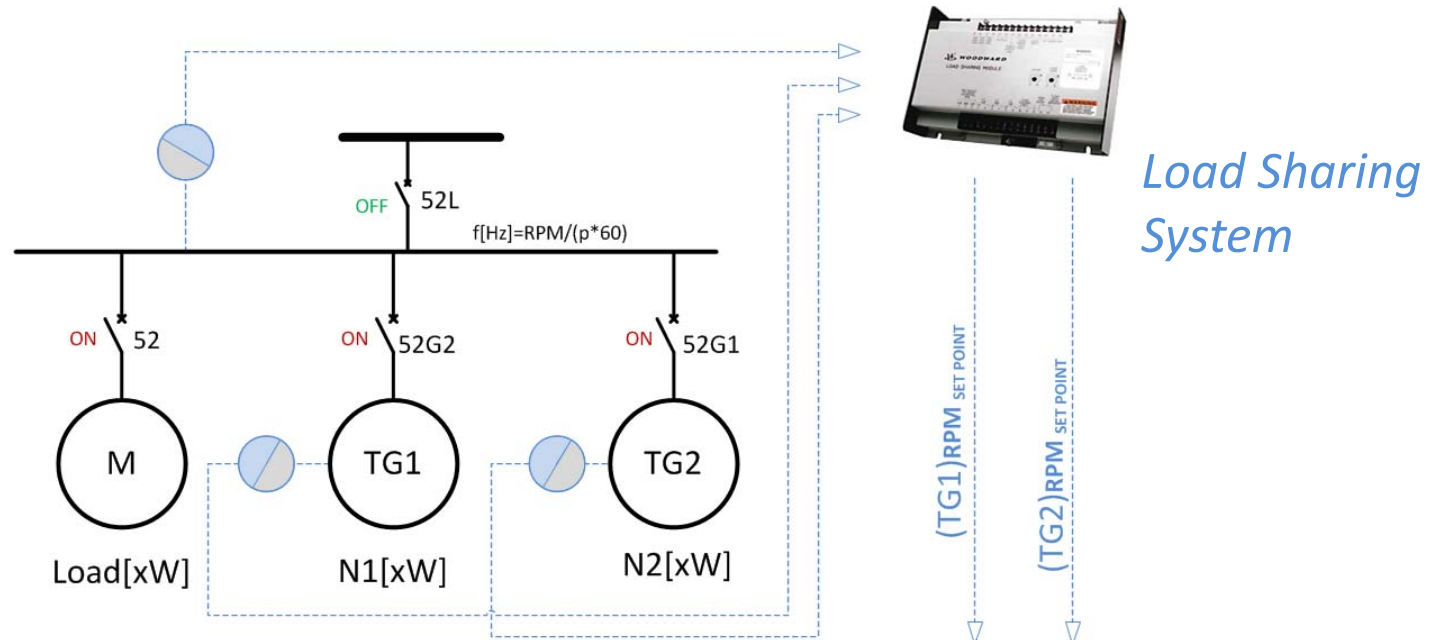 WOODWARD
LOAD SHARING MODULE
Load Sharing
System
OFF
52L
f[Hz]=RPM/(p*60)
ON
52
ON
52G2
ON
52G1
M
TG1
TG2
Load[xW]
N1[xW]
N2[xW]
(TG1)RPM SET POINT
(TG2)RPM SET POINT